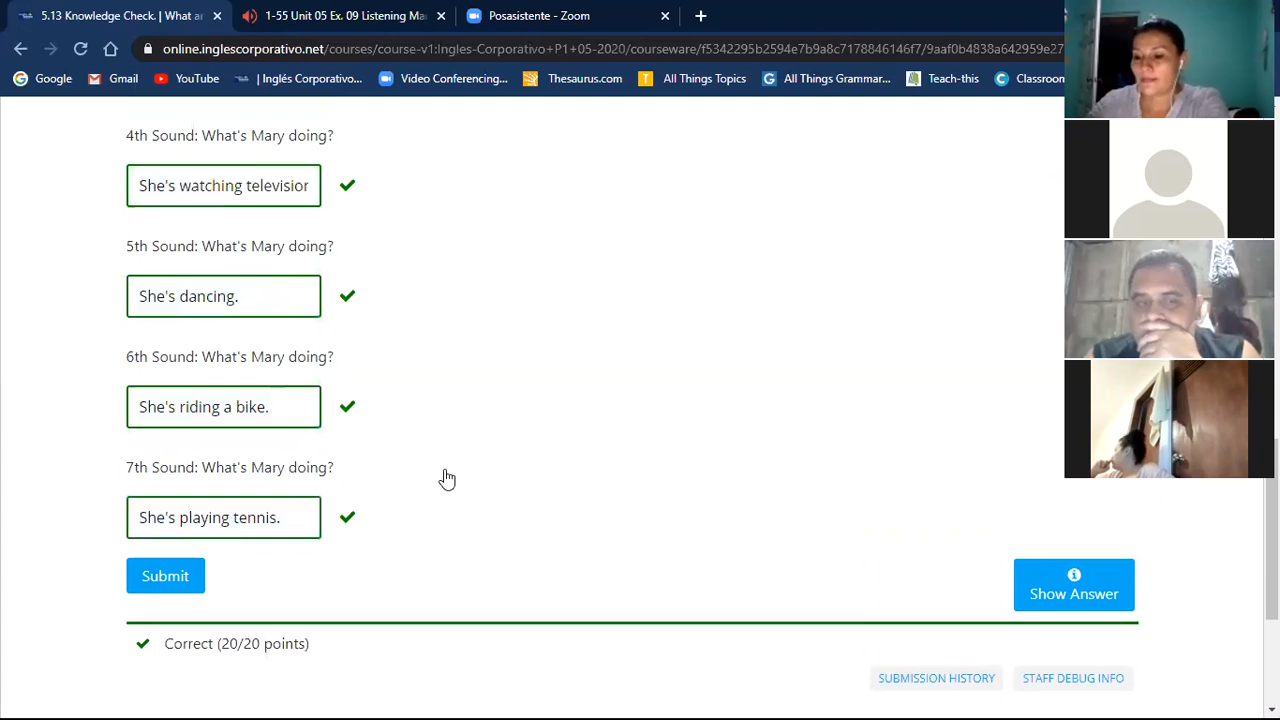 5.13 Knowledge Check. | What ar
1-55 Unit 05 Ex. 09 Listening Ma
Posasistente - Zoom
online.inglescorporativo.net/courses/course-v1:Ingles-Corporativo+P1+05-2020/courseware/f5342295b2594e7b9a8c7178846146f7/9aaf0b4838a642959e27
Google
Gmail
YouTube
| Inglés Corporativo...
Video Conferencing...
Thesaurus.com
All Things Topics
All Things Grammar...
Teach-this
Classroom
4th Sound: What's Mary doing?
She's watching television
5th Sound: What's Mary doing?
She's dancing.
6th Sound: What's Mary doing?
She's riding a bike.
7th Sound: What's Mary doing?
She's playing tennis.
Submit
Show Answer
Correct (20/20 points)
SUBMISSION HISTORY
STAFF DEBUG INFO